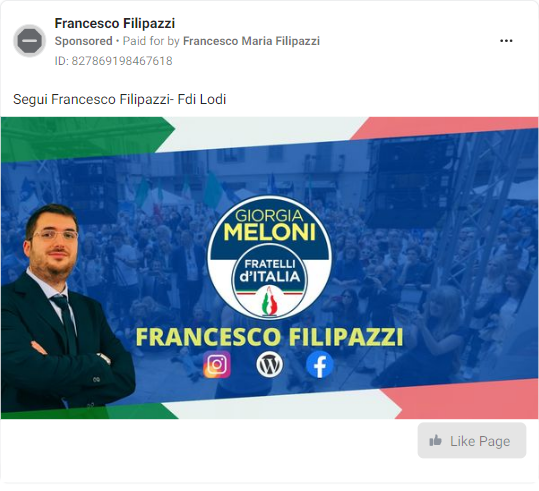 Francesco Filipazzi
Sponsored • Paid for by Francesco Maria Filipazzi
ID: 827869198467618
Segui Francesco Filipazzi- Fdi Lodi
GIORGIA
MELONI
FRATELLI
d'ITALIA
FRANCESCO FILIPAZZI
Like Page